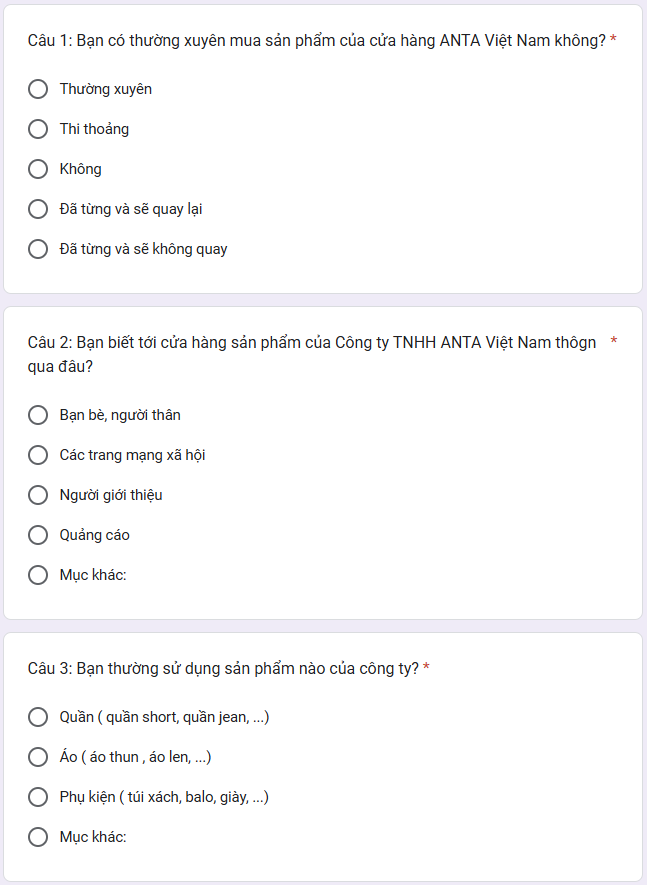 Câu 1: Bạn có thường xuyên mua sản phẩm của cửa hàng ANTA Việt Nam không? *
Thường xuyên
Thi thoảng
Không
Đã từng và sẽ quay lại
Đã từng và sẽ không quay
Câu 2: Bạn biết tới cửa hàng sản phẩm của Công ty TNHH ANTA Việt Nam thôgn *
qua đâu?
Bạn bè, người thân
Các trang mạng xã hội
Người giới thiệu
Quảng cáo
Mục khác:
Câu 3: Bạn thường sử dụng sản phẩm nào của công ty? *
Quần ( quần short, quần jean, ...)
Áo ( áo thun , áo len, ...)
Phụ kiện ( túi xách, balo, giày, ...)
Mục khác: